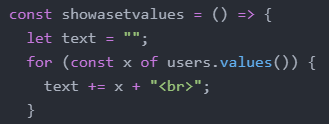 const showasetvalues = () => {
let text = "";
for (const x of users.values()) {
text += x + "<br>";
}